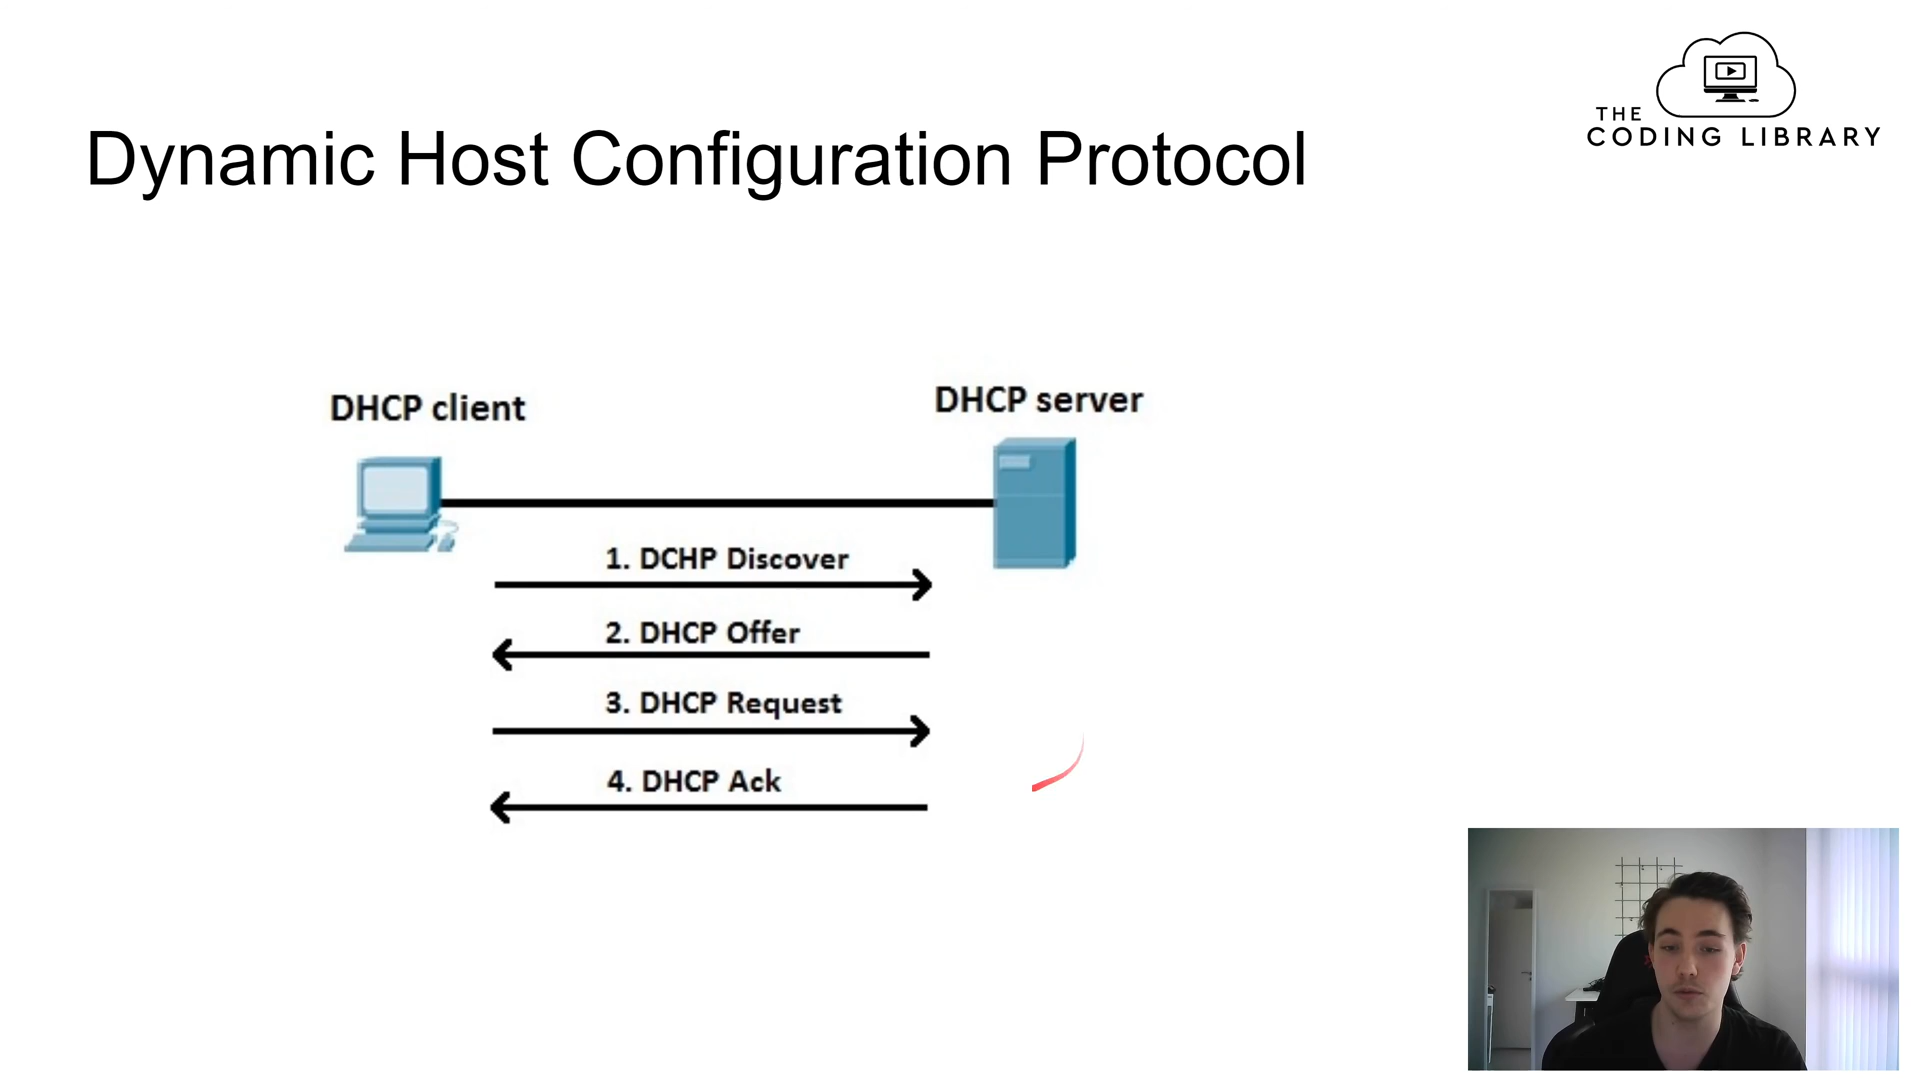 THE
CODING LIBRARY
Dynamic Host Configuration Protocol
DHCP client
DHCP server
1. DCHP Discover
2. DHCP Offer
3. DHCP Request
4. DHCP Ack